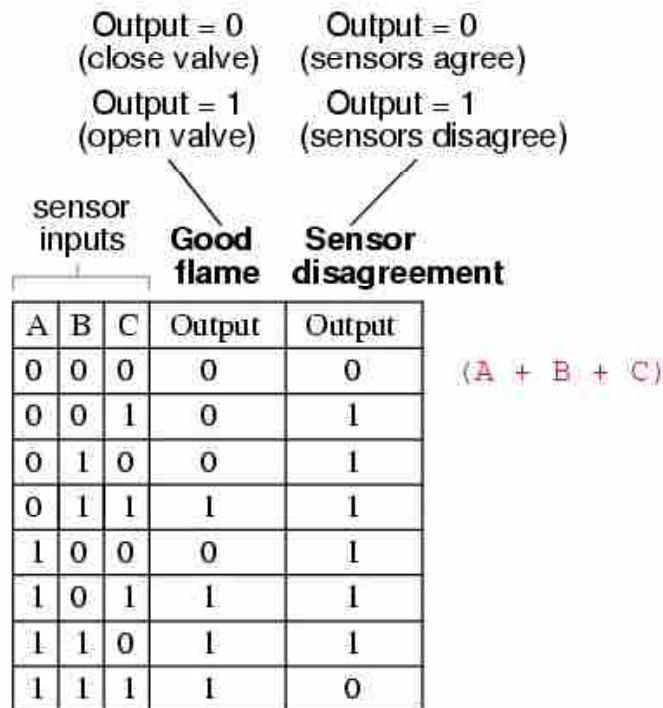 Output = 0 Output = 0
(close valve) (sensors agree)
Output = 1 Output = 1
(open valve) (sensors disagree)
sensor
inputs Good Sensor
flame disagreement
A B C Output Output
0 0 0 0 0 (A + B + C)
0 0 1 0 1
0 1 0 0 1
0 1 1 1 1
1 0 0 0 1
1 0 1 1 1
1 1 0 1 1
1 1 1 1 0